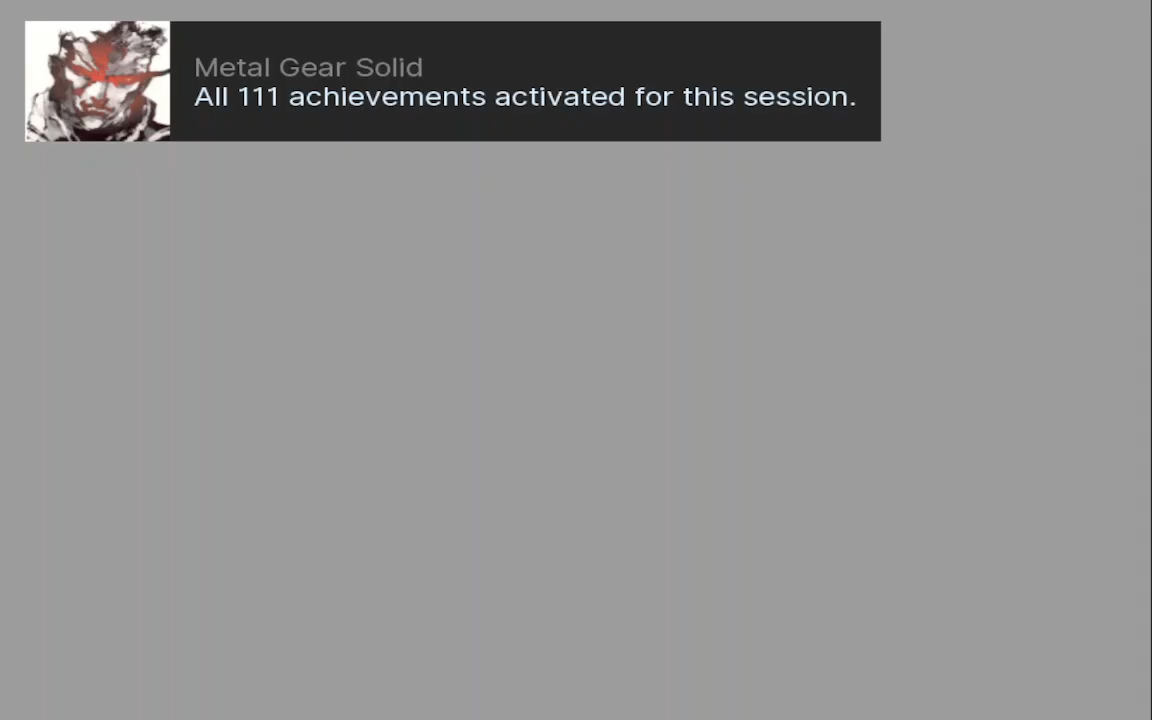 Metal Gear Solid
All 111 achievements activated for this session.